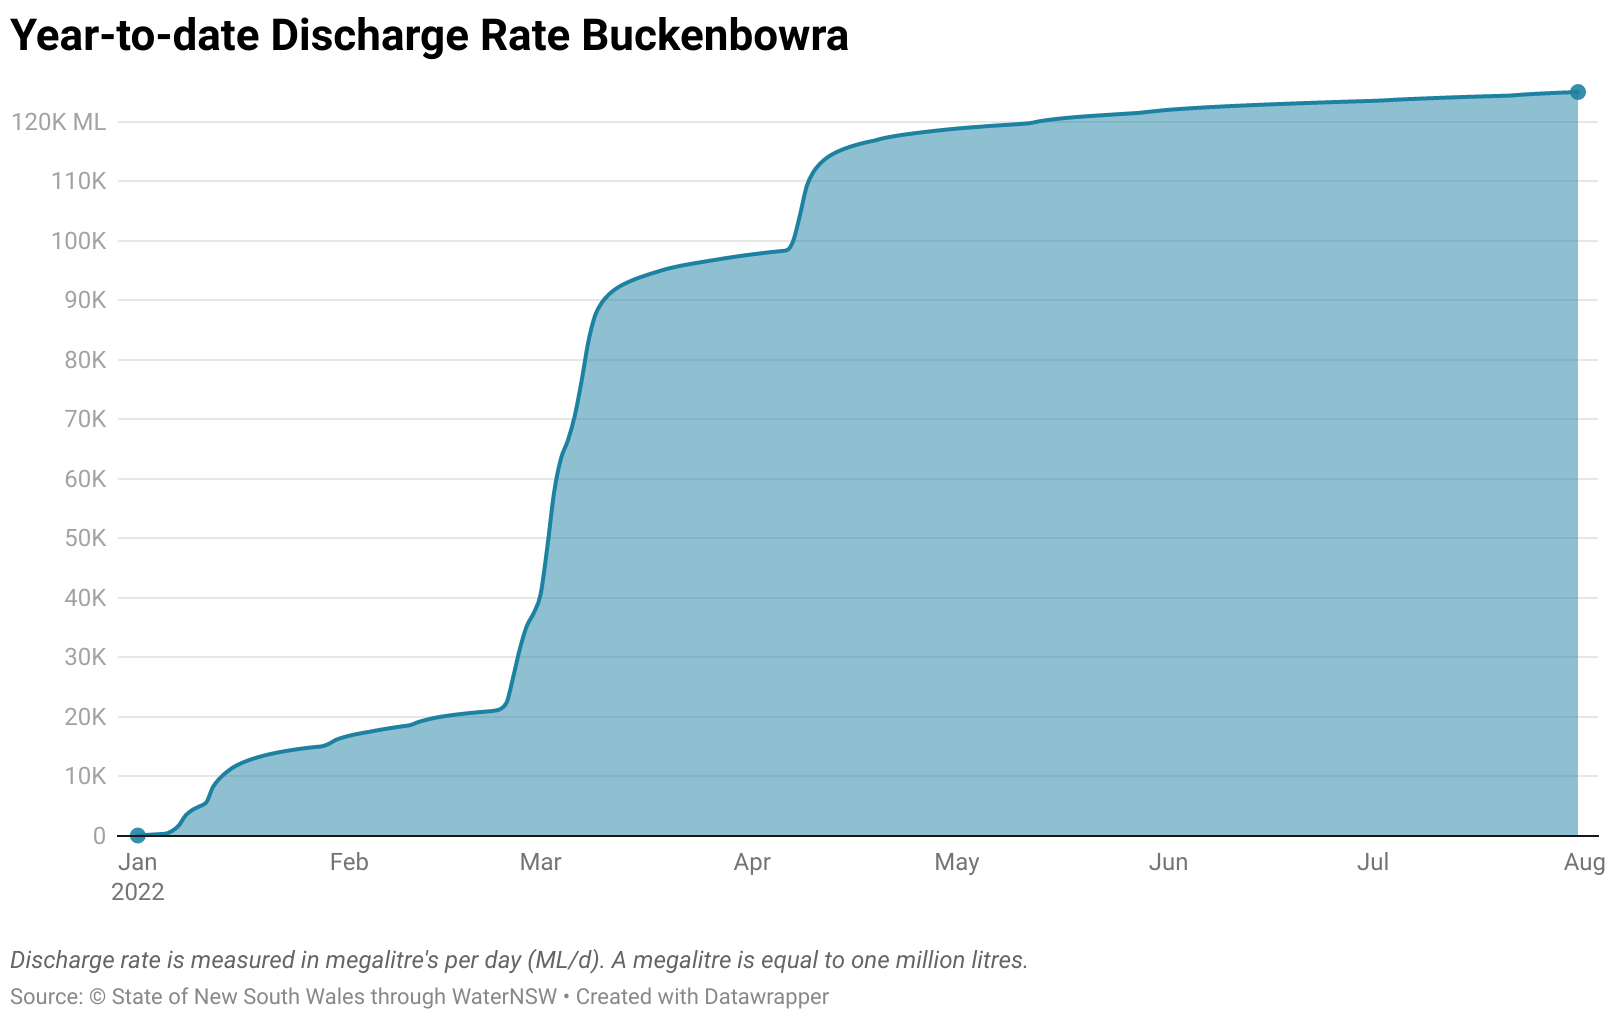 Year-to-date Discharge Rate Buckenbowra
120K ML
110K
100K
90K
80K
70K
60K
50K
40K
30K
20K
10K
0
Jan Feb Mar Apr May Jun Jul Aug
2022
Discharge rate is measured in megalitre's per day (ML/d). A megalitre is equal to one million litres.
Source: © State of New South Wales through WaterNSW • Created with Datawrapper